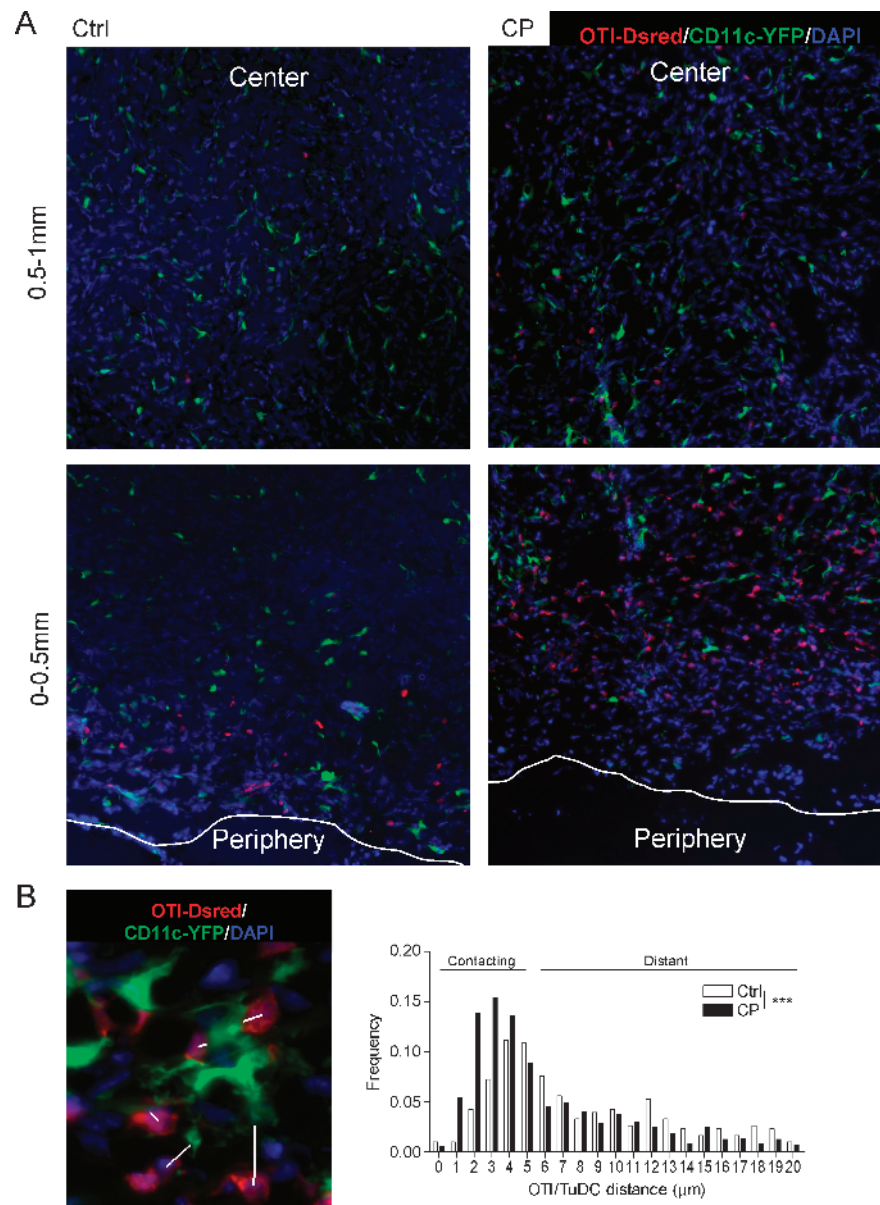 A
Ctrl
CP
OTI-Dsred/CD11c-YFP/DAPI
Center
Center
0.5-1mm
0-0.5mm
Periphery
Periphery
B
OTI-Dsred/
CD11c-YFP/DAPI
0.20
0.15
0.10
0.05
0.00
Frequency
Contacting
Distant
Ctrl
CP
***
0 1 2 3 4 5 6 7 8 9 10 11 12 13 14 15 16 17 18 19 20
OTI/TuDC distance (μm)